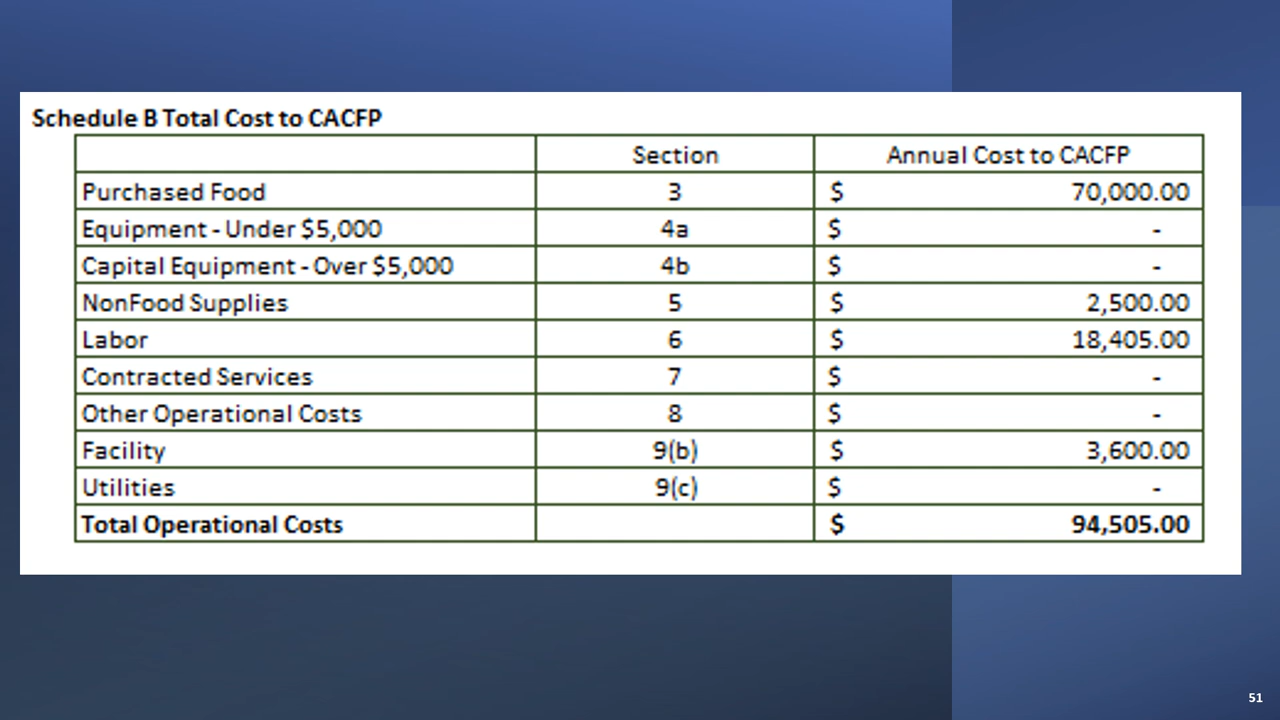 Schedule B Total Cost to CACFP
Section Annual Cost to CACFP
Purchased Food 3 $ 70,000.00
Equipment - Under $5,000 4a $ -
Capital Equipment - Over $5,000 4b $ -
NonFood Supplies 5 $ 2,500.00
Labor 6 $ 18,405.00
Contracted Services 7 $ -
Other Operational Costs 8 $ -
Facility 9(b) $ 3,600.00
Utilities 9(c) $ -
Total Operational Costs $ 94,505.00
51